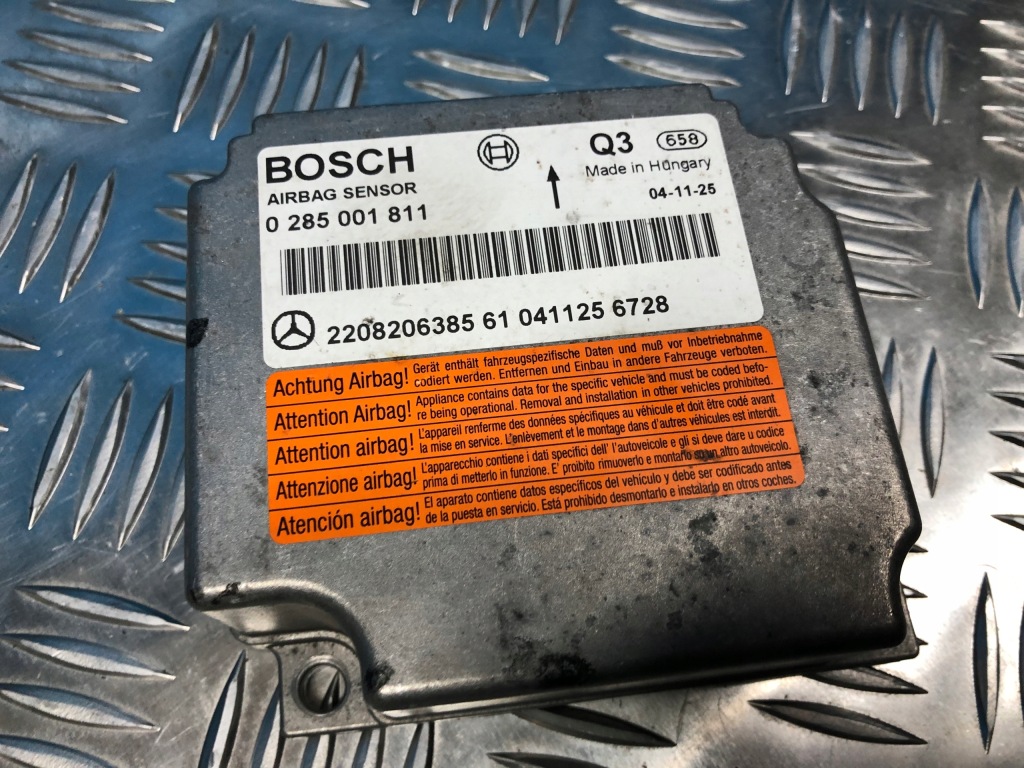 BOSCH
Q3 658
AIRBAG SENSOR
Made in Hungary
0 285 001 811
04-11-25
2208206385 61 041125 6728
Achtung Airbag! Gerät enthält fahrzeugspezifische Daten und muß vor Inbetriebnahme
codiert werden. Entfernen und Einbau in andere Fahrzeuge verboten.
Attention Airbag! Appliance contains data for the specific vehicle and must be coded befo-
re being operational. Removal and installation in other vehicles prohibited.
Attention airbag! L'appareil renferme des données spécifiques au véhicule et doit être codé avant
la mise en service. L'enlèvement et le montage dans d'autres véhicules est interdit.
Attenzione airbag! L'apparecchio contiene i dati specifici dell' l'autoveicole e gli si deve dare u codice
prima di metterlo in funzione. E' proibito rimuoverlo e montarlo su un altro autoveicolo.
Atención airbag! El aparato contiene datos especificos del vehículo y debe ser codificado antes
de la puesta en servicio. Está prohibido desmontarlo e instalarlo en otros coches.